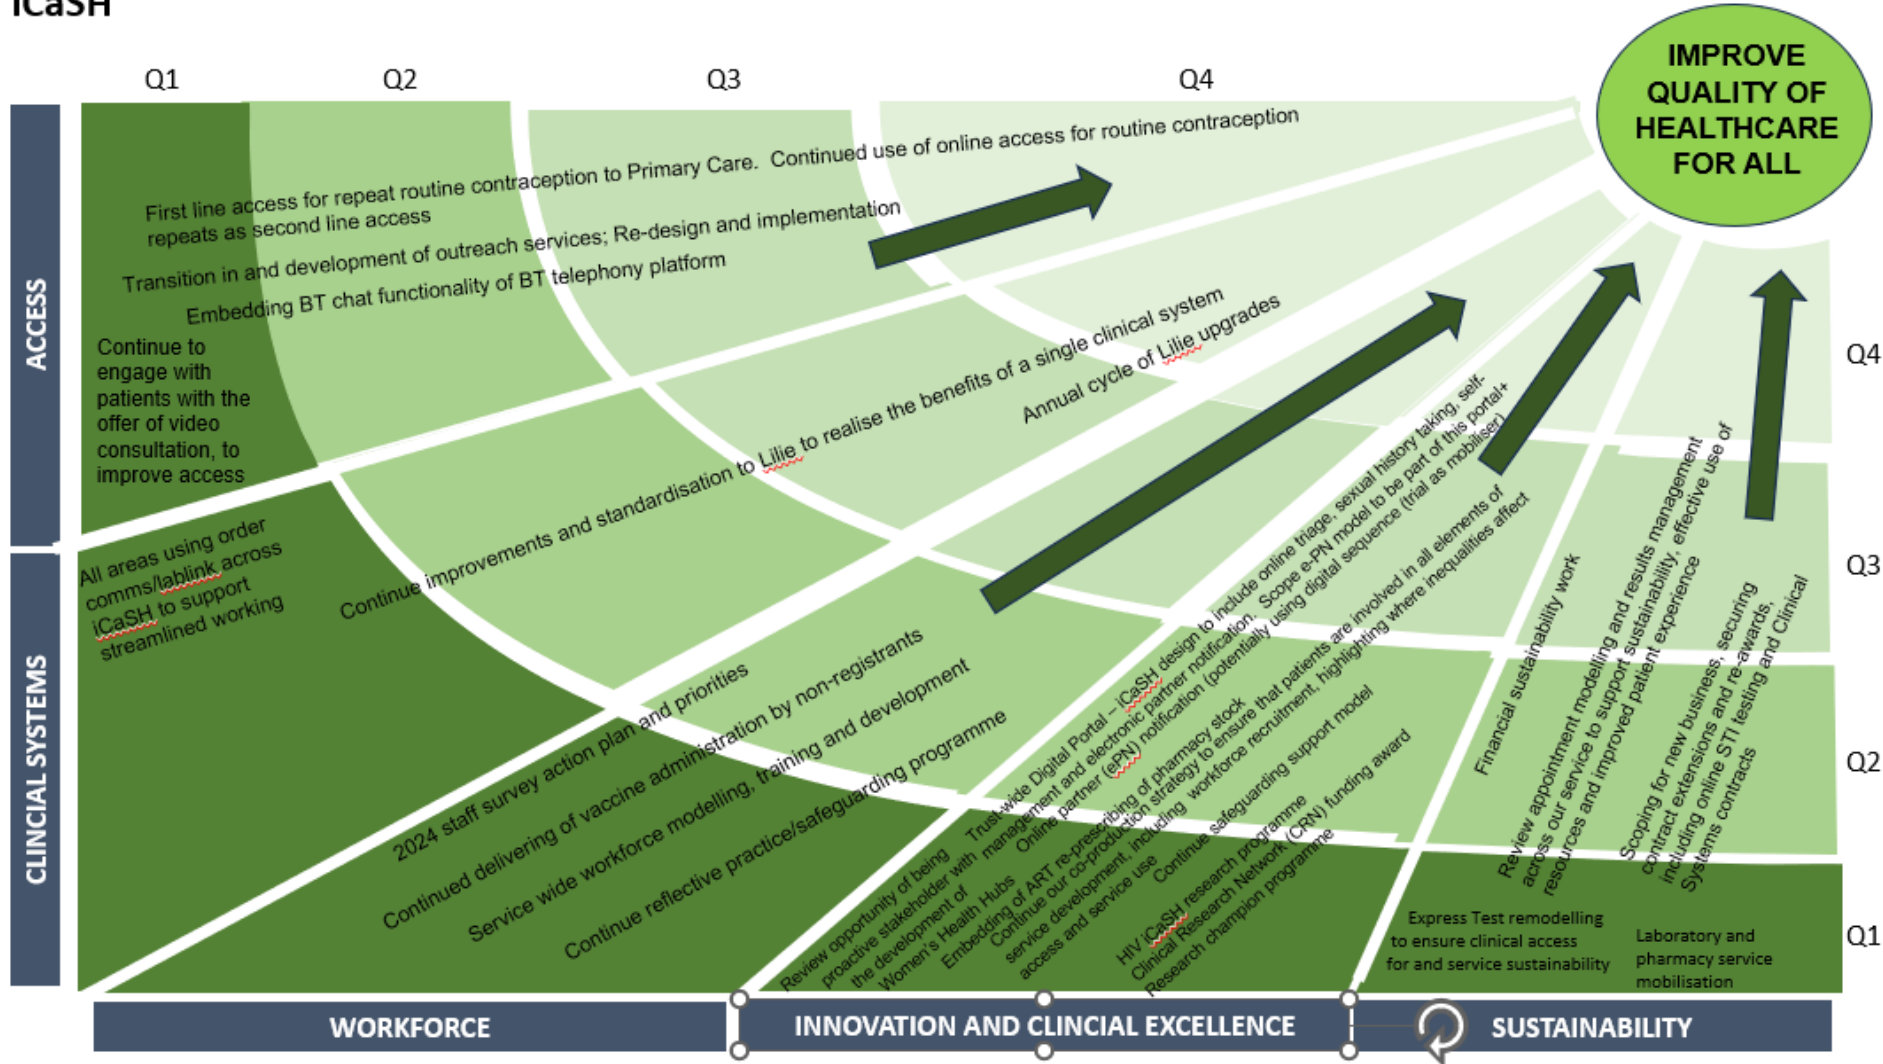 iCaSH
Q1
Q2
Q3
Q4
IMPROVE
QUALITY OF
HEALTHCARE
FOR ALL
ACCESS
First line access for repeat routine contraception to Primary Care.  Continued use of online access for routine contraception
repeats as second line access
Transition in and development of outreach services; Re-design and implementation
Embedding BT chat functionality of BT telephony platform
Continue to
engage with
patients with the
offer of video
consultation, to
improve access
CLINCIAL SYSTEMS
All areas using order
comms/lablink across
iCaSH to support
streamlined working
Continue improvements and standardisation to Lilie to realise the benefits of a single clinical system
Annual cycle of Lilie upgrades
2024 staff survey action plan and priorities
Continued delivering of vaccine administration by non-registrants
Service wide workforce modelling, training and development
Continue reflective practice/safeguarding programme
WORKFORCE
Review opportunity of being
proactive stakeholder with
the development of
Women's Health Hubs
Trust-wide Digital Portal – iCaSH design to include online triage, sexual history taking, self-
management and electronic partner notification. Scope e-PN model to be part of this portal+
Online partner (ePN) notification (potentially using digital sequence (trial as mobiliser)
Embedding of ART re-prescribing of pharmacy stock
Continue our co-production strategy to ensure that patients are involved in all elements of
service development, including workforce recruitment, highlighting where inequalities affect
access and service use
Continue safeguarding support model
HIV iCaSH research programme
Clinical Research Network (CRN) funding award
Research champion programme
INNOVATION AND CLINCIAL EXCELLENCE
Financial sustainability work
Review appointment modelling and results management
across our service to support sustainability, effective use of
resources and improved patient experience
Scoping for new business, securing
contract extensions and re-awards,
including online STI testing and Clinical
Systems contracts
Express Test remodelling
to ensure clinical access
for and service sustainability
Laboratory and
pharmacy service
mobilisation
SUSTAINABILITY
Q4
Q3
Q2
Q1